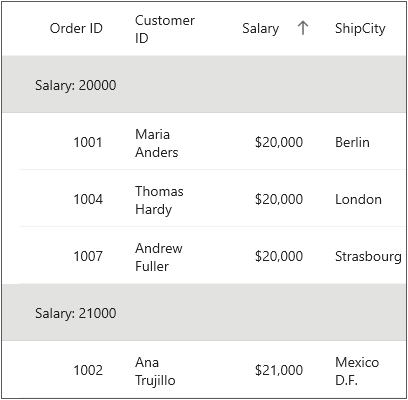 Order ID Customer ID Salary ↑ ShipCity
Salary: 20000
1001 Maria Anders $20,000 Berlin
1004 Thomas Hardy $20,000 London
1007 Andrew Fuller $20,000 Strasbourg
Salary: 21000
1002 Ana Trujillo $21,000 Mexico D.F.